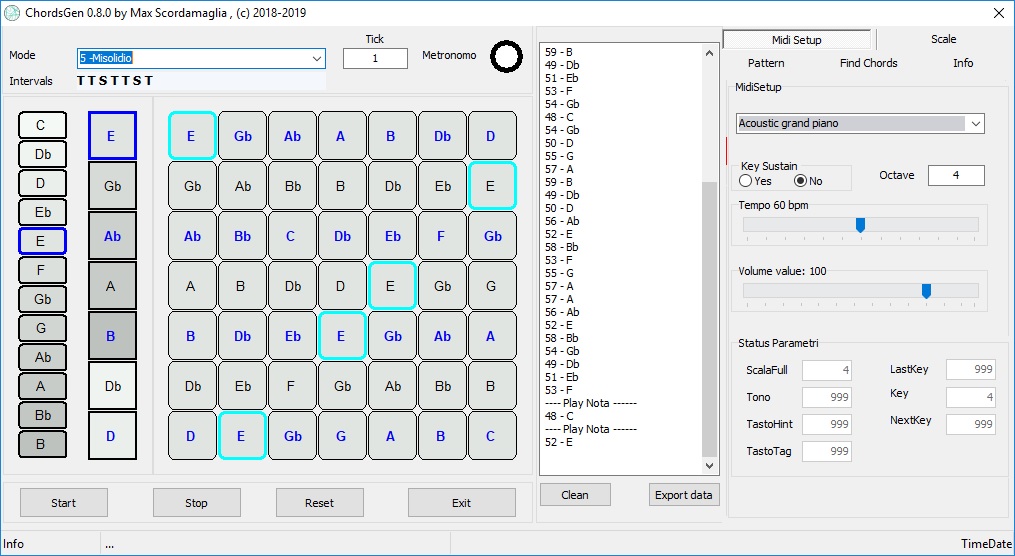 ChordsGen 0.8.0 by Max Scordamaglia , (c) 2018-2019
Mode
5 -Misolidio
Tick
1
Metronomo
Intervals
T T S T T S T
C
Db
D
Eb
E
F
Gb
G
Ab
A
Bb
B
E
Gb
Ab
A
B
Db
D
E Gb Ab A B Db D
Gb Ab Bb B Db Eb E
Ab Bb C Db Eb F Gb
A B Db D E Gb G
B Db Eb E Gb Ab A
Db Eb F Gb Ab Bb B
D E Gb G A B C
Start
Stop
Reset
Exit
59 - B
49 - Db
51 - Eb
53 - F
54 - Gb
48 - C
54 - Gb
50 - D
55 - G
57 - A
59 - B
49 - Db
50 - D
56 - Ab
52 - E
58 - Bb
53 - F
55 - G
57 - A
57 - A
56 - Ab
52 - E
58 - Bb
54 - Gb
49 - Db
51 - Eb
53 - F
---- Play Nota ------
48 - C
---- Play Nota ------
52 - E
Clean
Export data
Midi Setup
Scale
Pattern
Find Chords
Info
MidiSetup
Acoustic grand piano
Key Sustain
Yes
No
Octave
4
Tempo 60 bpm
Volume value: 100
Status Parametri
ScalaFull 4
LastKey 999
Tono 999
Key 4
TastoHint 999
NextKey 999
TastoTag 999
Info
...
TimeDate